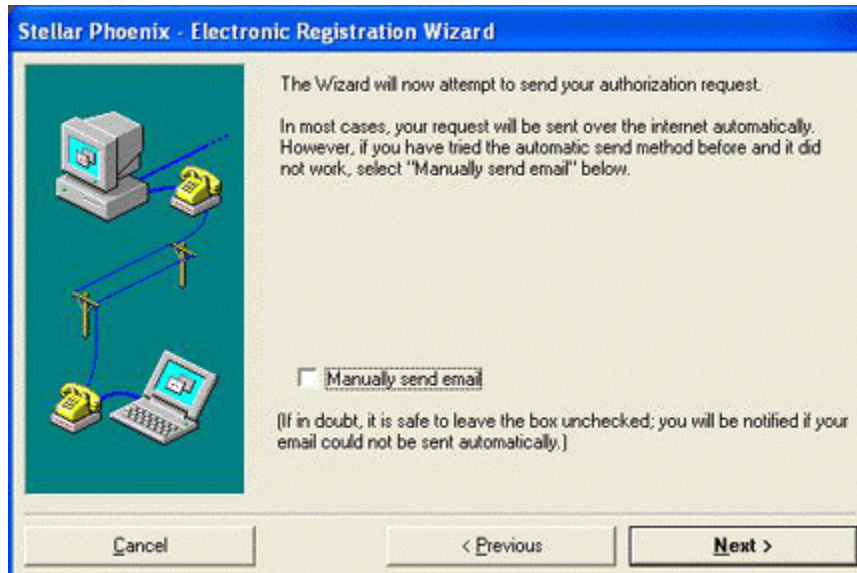 Stellar Phoenix - Electronic Registration Wizard
The Wizard will now attempt to send your authorization request.
In most cases, your request will be sent over the internet automatically.
However, if you have tried the automatic send method before and it did
not work, select "Manually send email" below.
Manually send email
(If in doubt, it is safe to leave the box unchecked; you will be notified if your
email could not be sent automatically.)
Cancel
< Previous
Next >